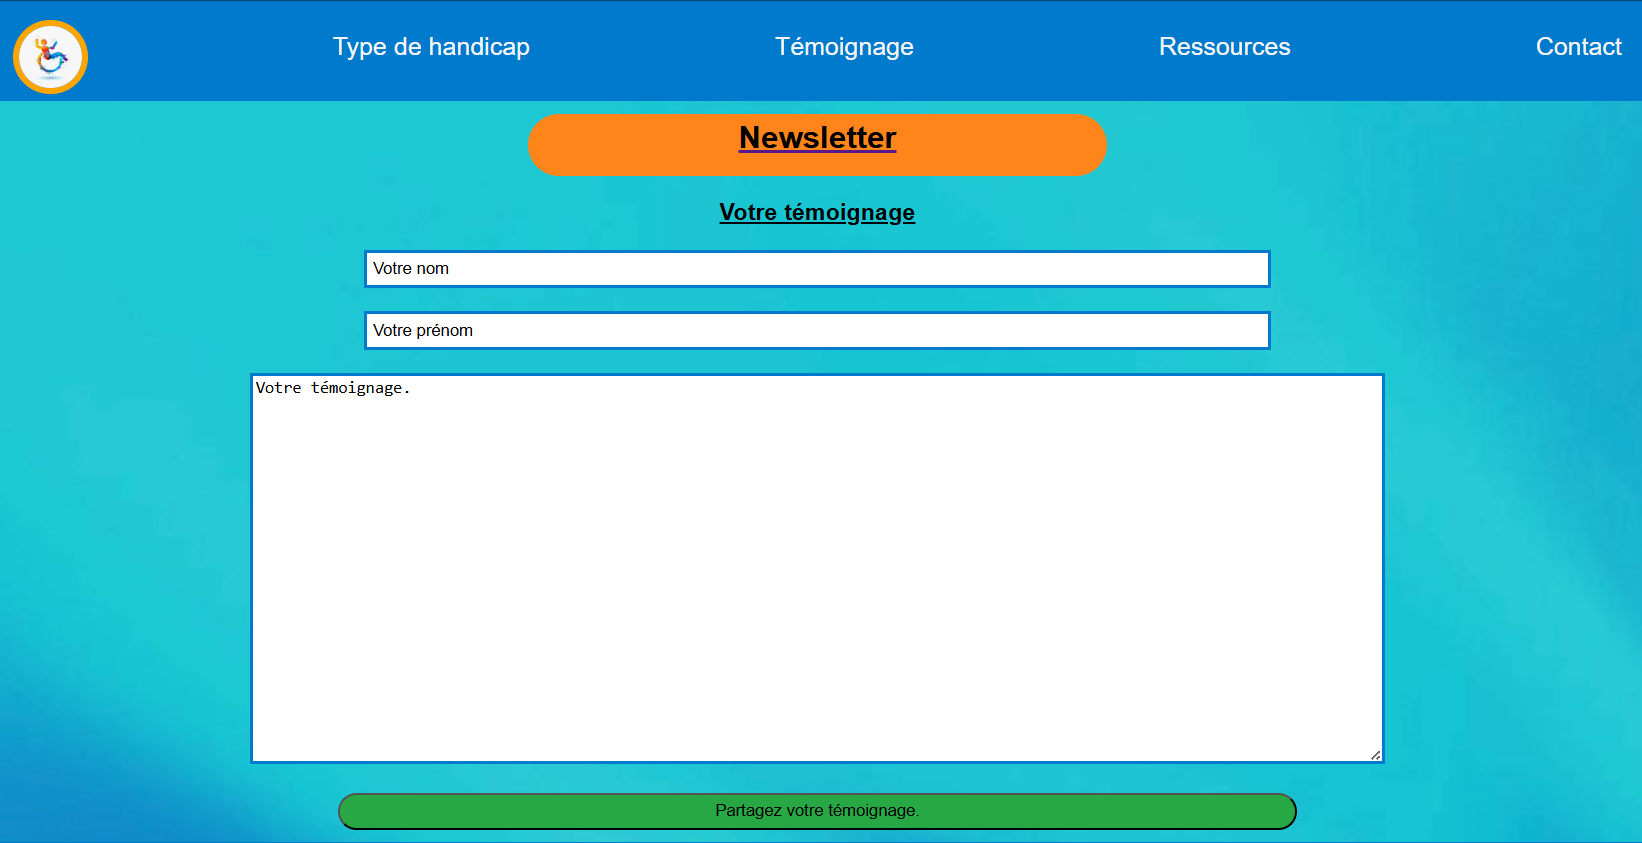 Type de handicap
Témoignage
Ressources
Contact
Newsletter
Votre témoignage
Votre nom
Votre prénom
Votre témoignage.
Partagez votre témoignage.